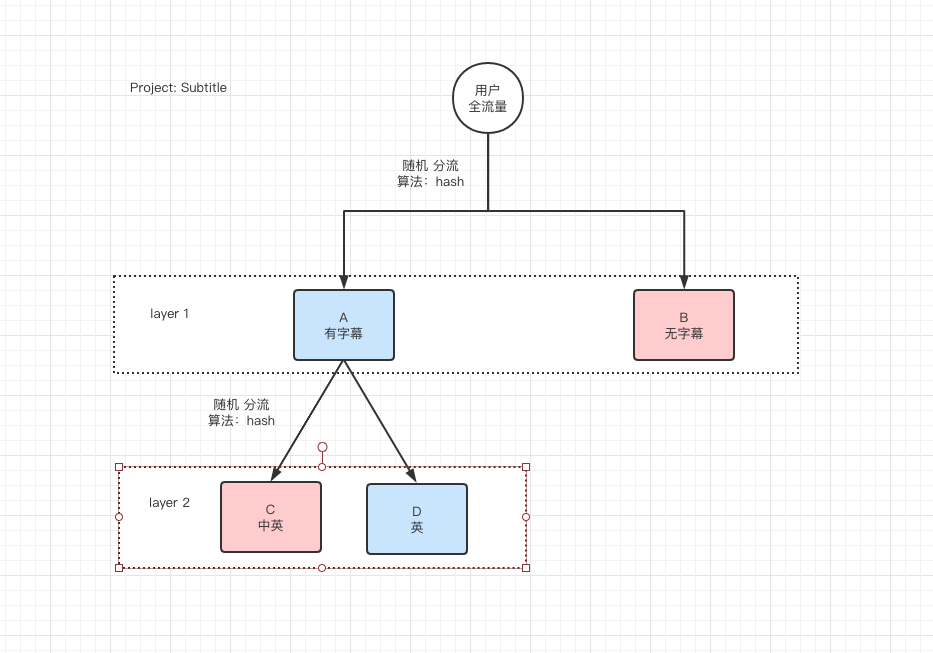 Project: Subtitle
用户
全流量
随机 分流
算法：hash
layer 1
A
有字幕
B
无字幕
随机 分流
算法：hash
layer 2
C
中英
D
英